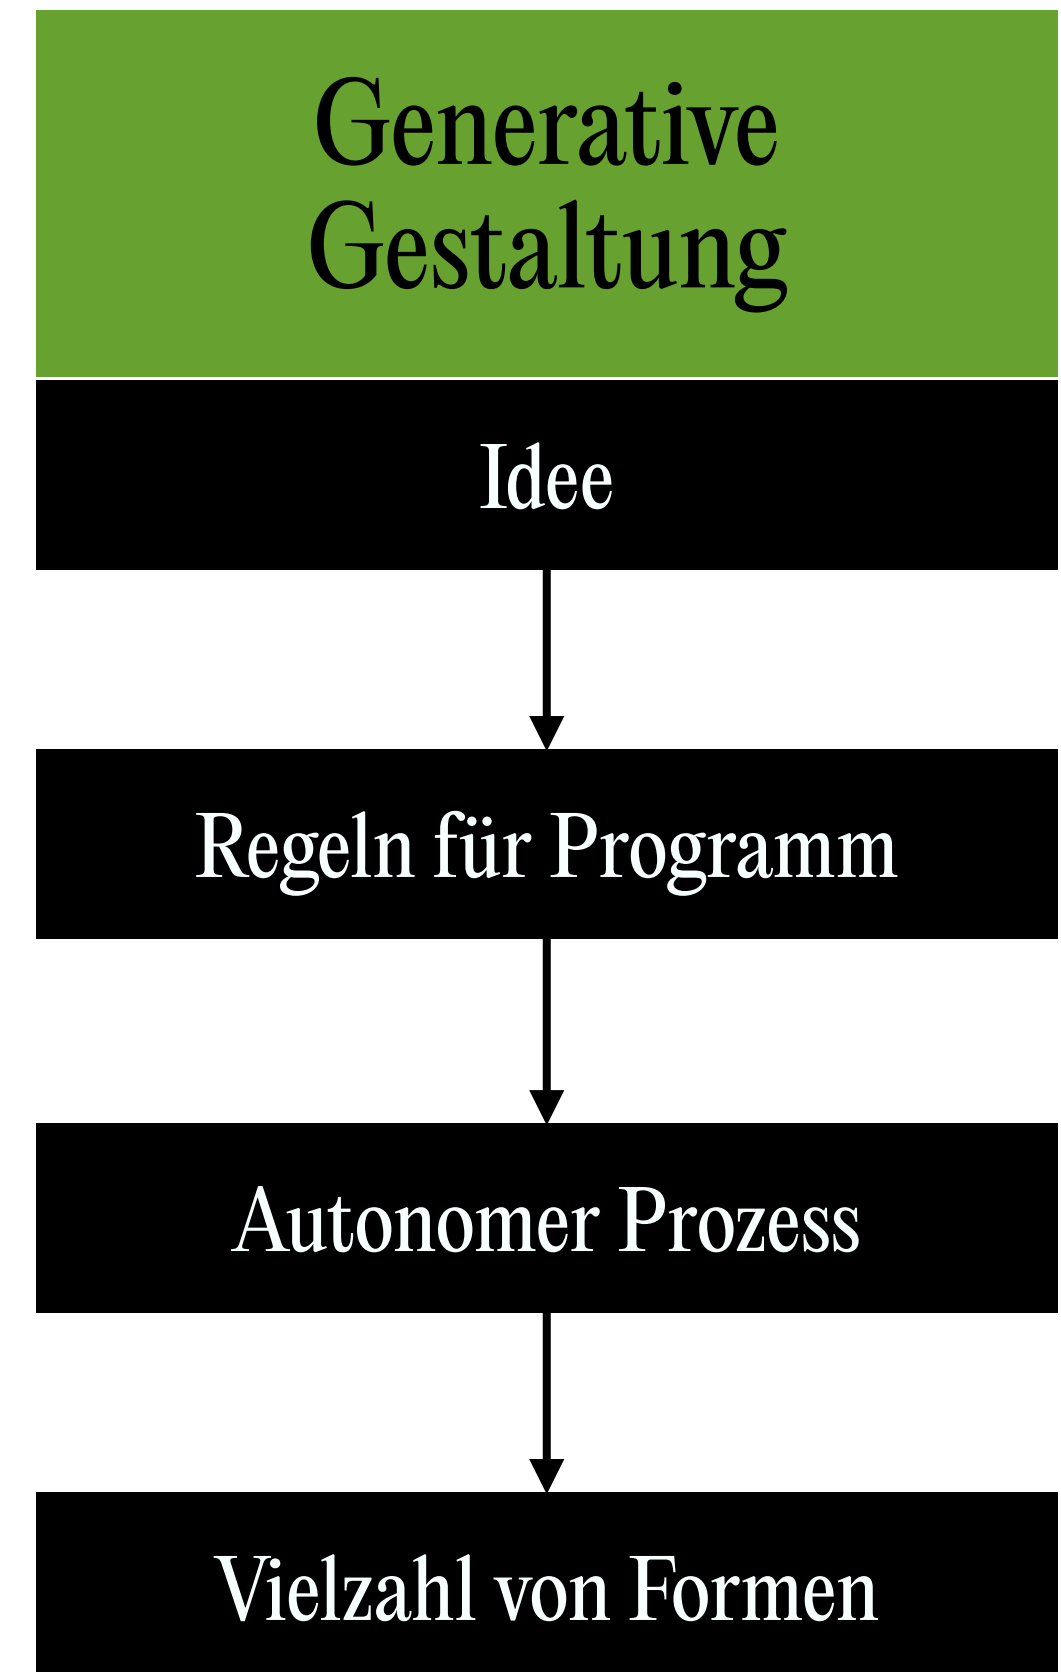 Generative
Gestaltung
Idee
Regeln für Programm
Autonomer Prozess
Vielzahl von Formen